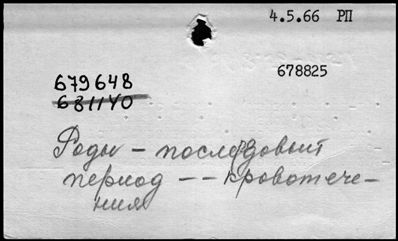 4.5.66 РП
678825
679648
681140
Роды – последовый
период – – кровотече-
ния